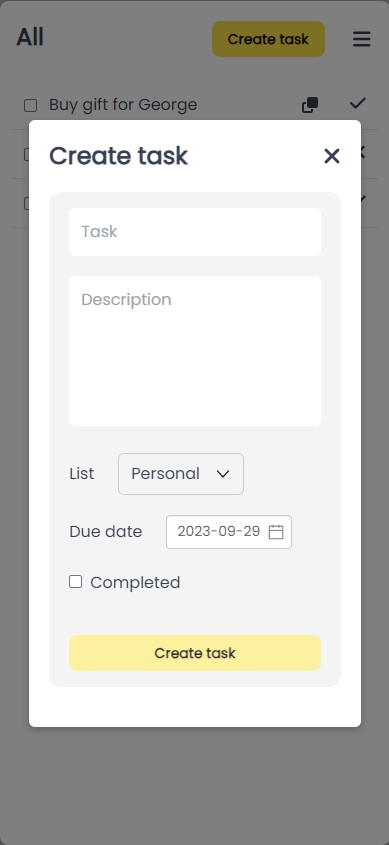 All
Create task
Buy gift for George
Create task
Task
Description
List
Personal
Due date
2023-09-29
Completed
Create task